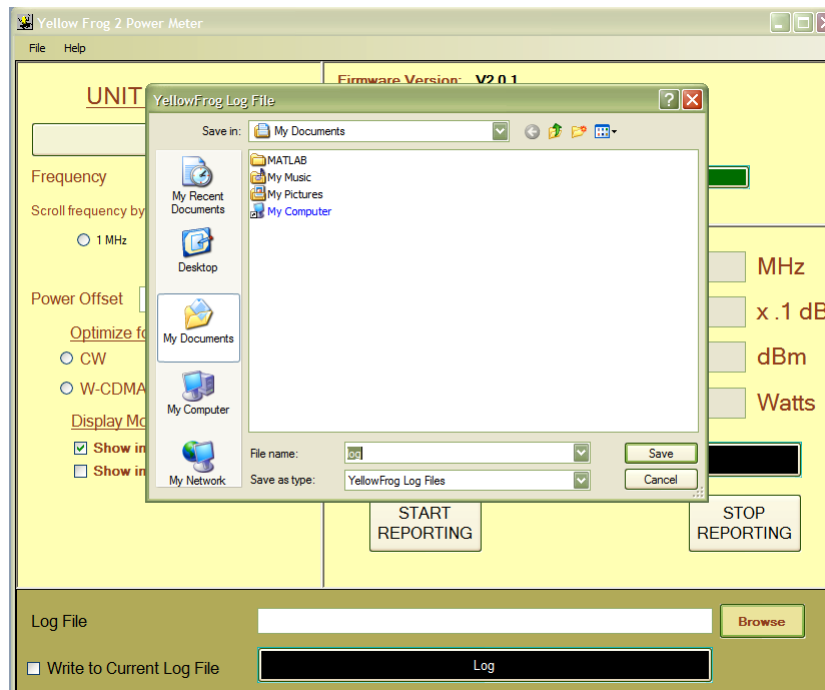 Yellow Frog 2 Power Meter
File Help
UNIT
Firmware Version: V2.0.1
YellowFrog Log File
Save in: My Documents
MATLAB
My Music
My Pictures
My Computer
My Recent Documents
Desktop
My Documents
My Computer
My Network
Frequency
Scroll frequency by
1 MHz
Power Offset
Optimize
CW
W-CDMA
Display
Show
Show
MHz
x .1 dB
dBm
Watts
File name: log Save
Save as type: YellowFrog Log Files Cancel
START REPORTING
STOP REPORTING
Log File Browse
Write to Current Log File Log